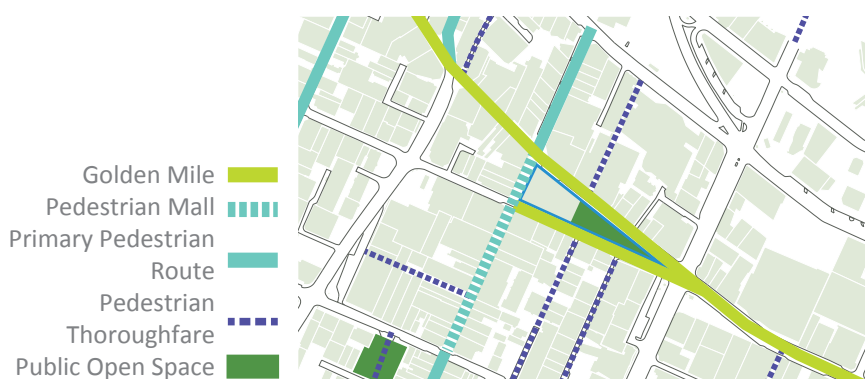 Golden Mile
Pedestrian Mall
Primary Pedestrian
Route
Pedestrian
Thoroughfare
Public Open Space